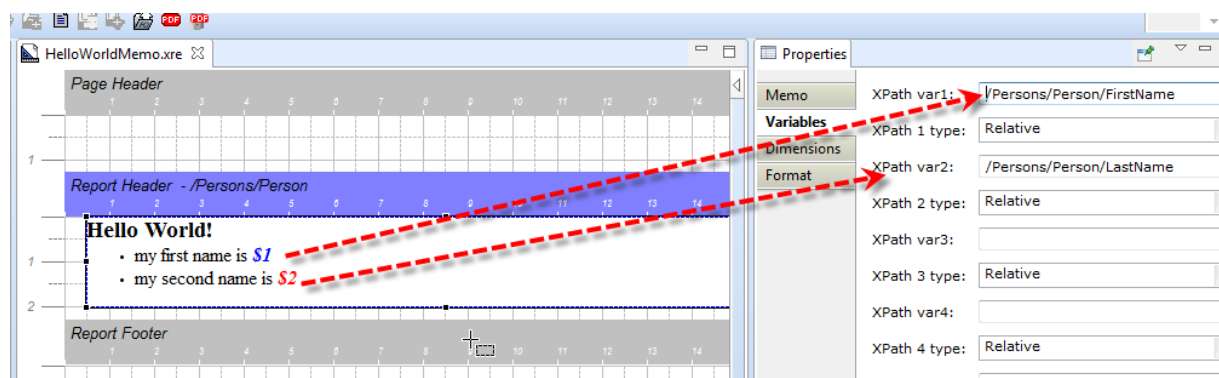 PDF PDF
HelloWorldMemo.xre
Page Header
1 2 3 4 5 6 7 8 9 10 11 12 13 14
1
Report Header - /Persons/Person
1 2 3 4 5 6 7 8 9 10 11 12 13 14
Hello World!
• my first name is $1
1
• my second name is $2
2
Report Footer
1 2 3 4 5 6 7 8 9 10 11 12 13 14
Properties
Memo
Variables
Dimensions
Format
XPath var1: /Persons/Person/FirstName
XPath 1 type: Relative
XPath var2: /Persons/Person/LastName
XPath 2 type: Relative
XPath var3:
XPath 3 type: Relative
XPath var4:
XPath 4 type: Relative